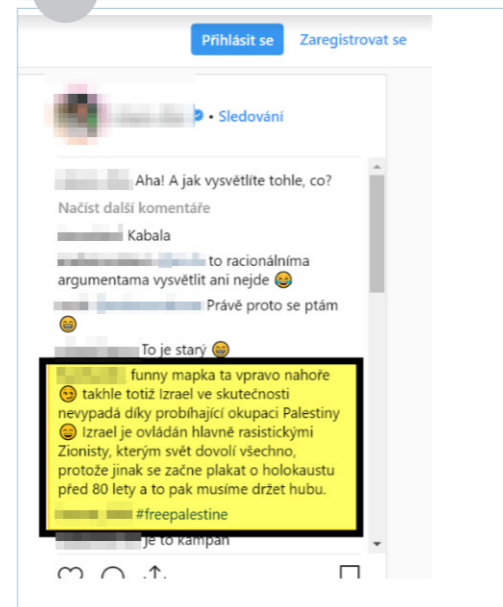 Přihlásit se Zaregistrovat se
• Sledování
Aha! A jak vysvětlíte tohle, co?
Načíst další komentáře
Kabala
to racionálníma
argumentama vysvětlit ani nejde 😂
Právě proto se ptám
😁
To je starý 😄
funny mapka ta vpravo nahoře
😏 takhle totiž Izrael ve skutečnosti
nevypadá díky probíhající okupaci Palestiny
😄 Izrael je ovládán hlavně rasistickými
Zionisty, kterým svět dovolí všechno,
protože jinak se začne plakat o holokaustu
před 80 lety a to pak musíme držet hubu.
#freepalestine
je to kampaň